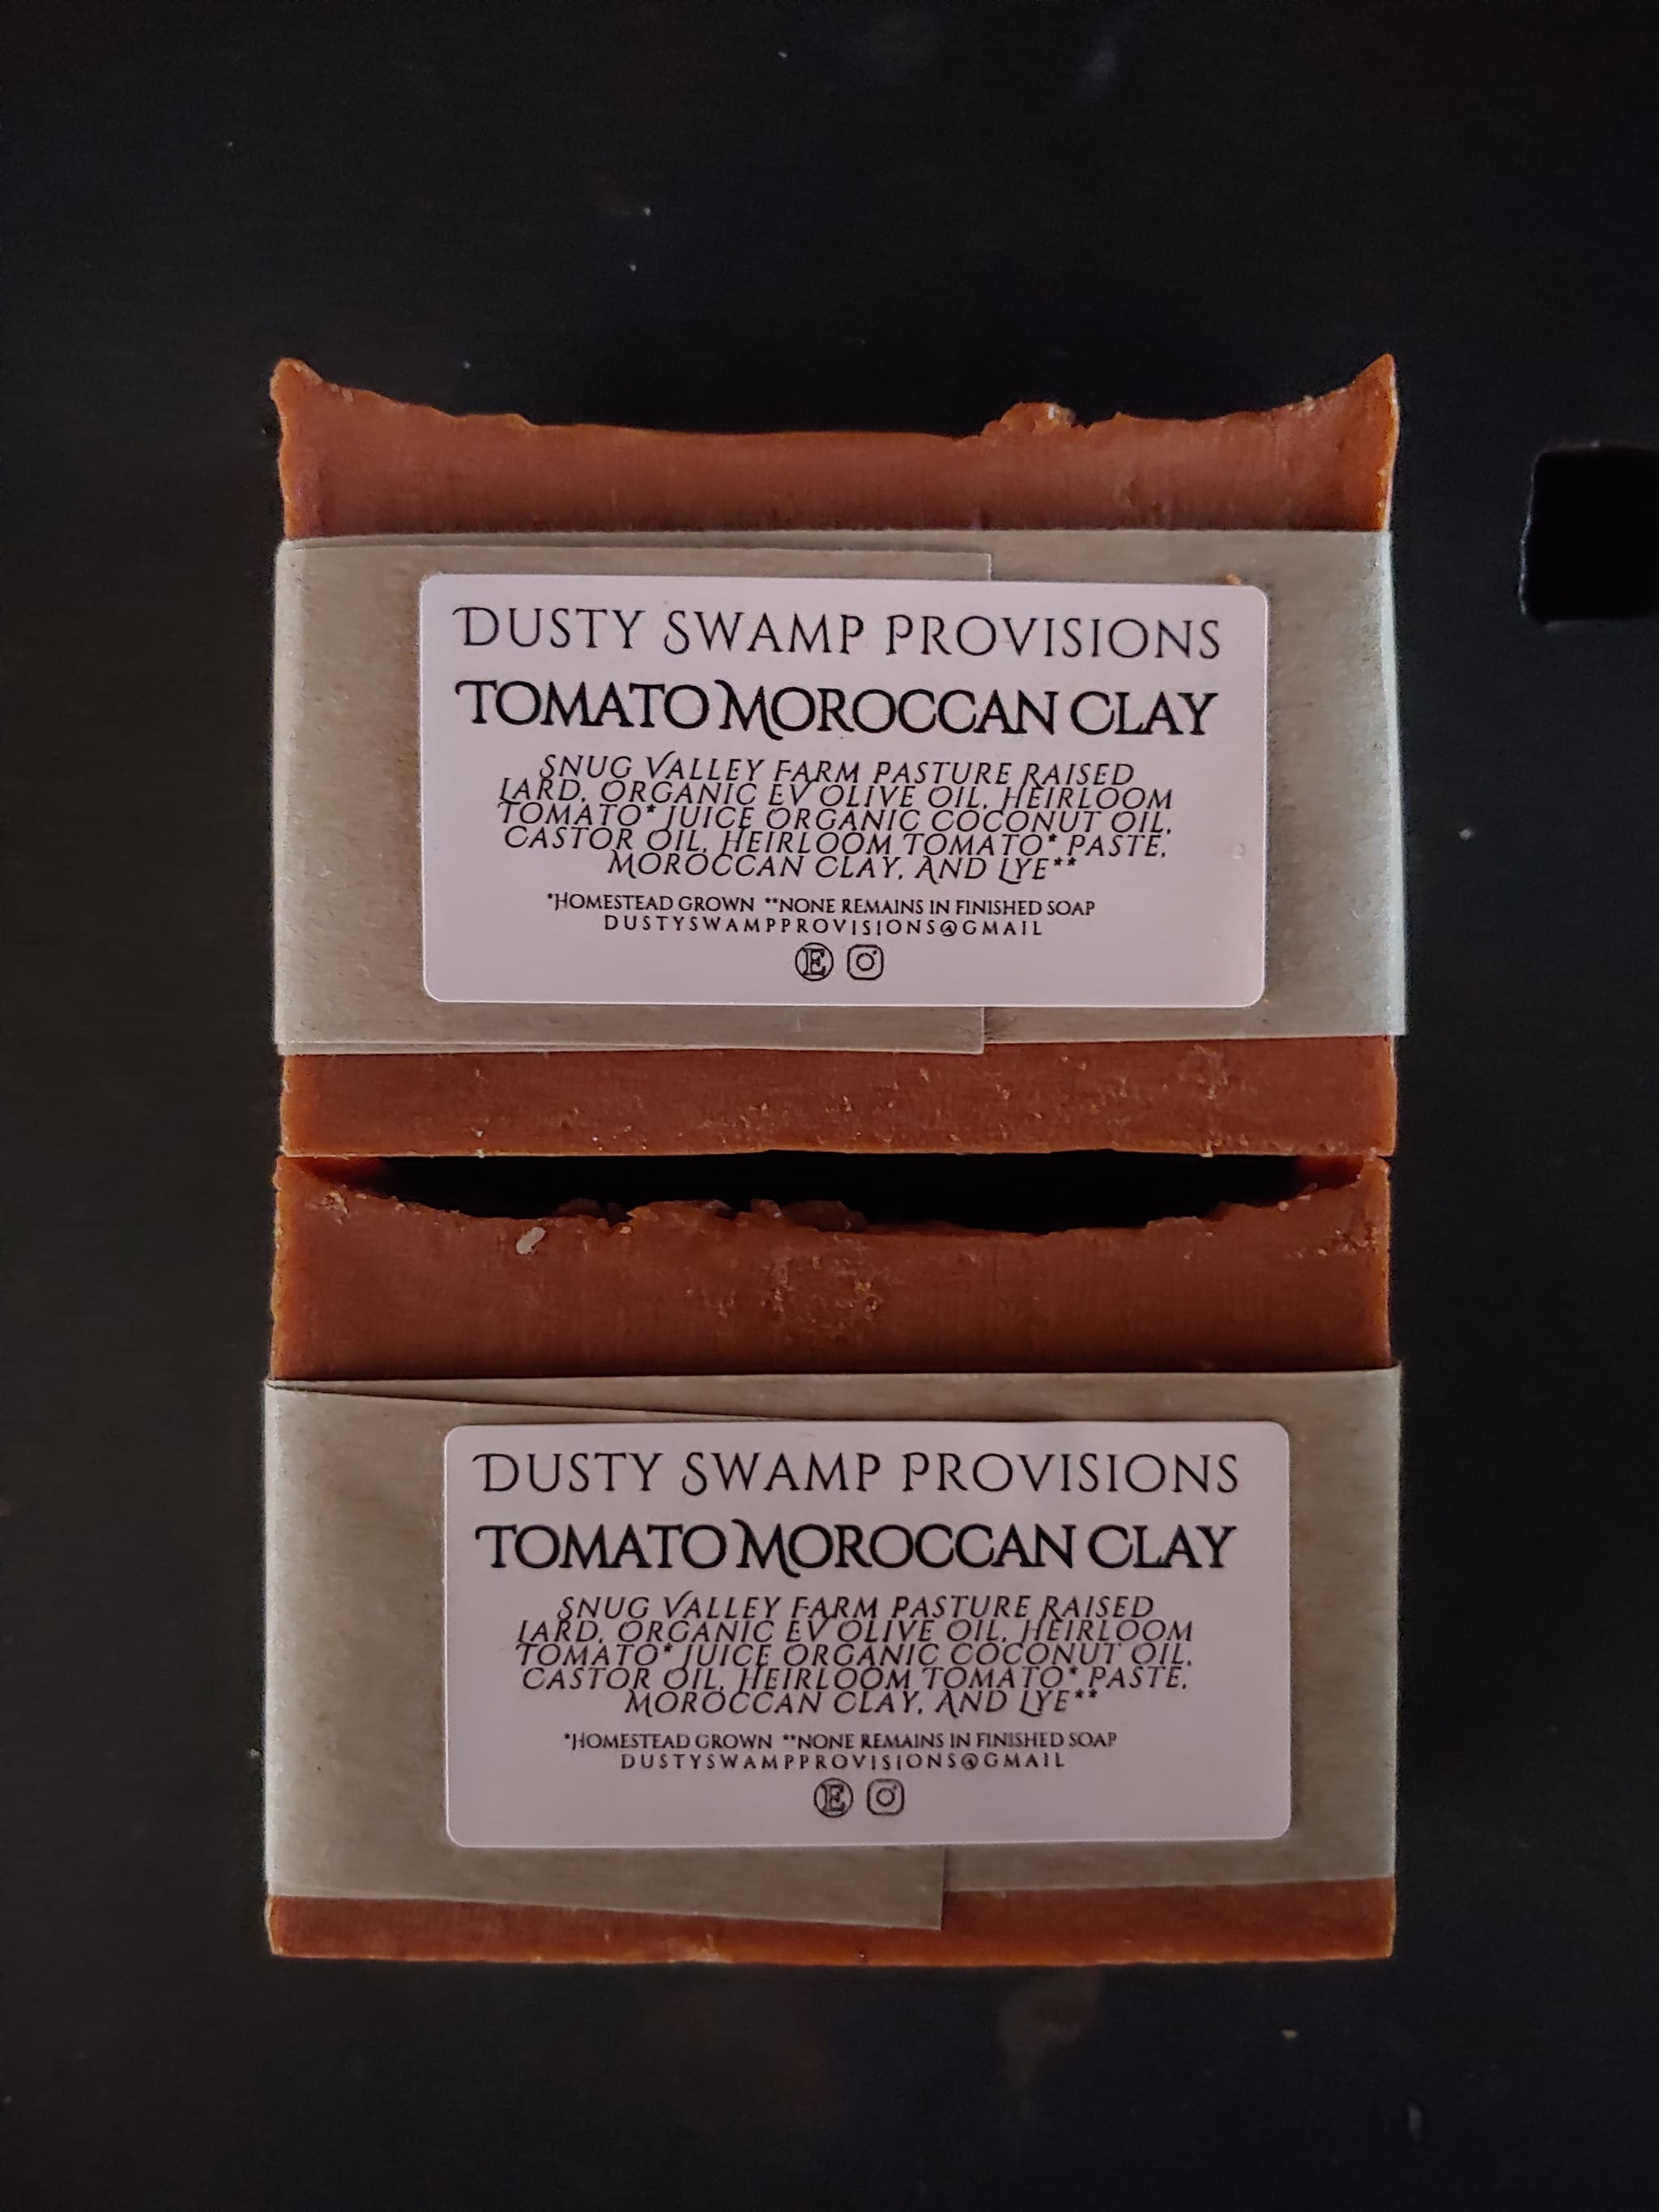 DUSTY SWAMP PROVISIONS
TOMATO MOROCCAN CLAY
SNUG VALLEY FARM PASTURE RAISED
LARD, ORGANIC EV OLIVE OIL, HEIRLOOM
TOMATO* JUICE ORGANIC COCONUT OIL,
CASTOR OIL, HEIRLOOM TOMATO* PASTE,
MOROCCAN CLAY, AND LYE**
*HOMESTEAD GROWN **NONE REMAINS IN FINISHED SOAP
DUSTYSWAMPPROVISIONS@GMAIL
E
DUSTY SWAMP PROVISIONS
TOMATO MOROCCAN CLAY
SNUG VALLEY FARM PASTURE RAISED
LARD, ORGANIC EV OLIVE OIL, HEIRLOOM
TOMATO* JUICE ORGANIC COCONUT OIL,
CASTOR OIL, HEIRLOOM TOMATO* PASTE,
MOROCCAN CLAY, AND LYE**
*HOMESTEAD GROWN **NONE REMAINS IN FINISHED SOAP
DUSTYSWAMPPROVISIONS@GMAIL
E